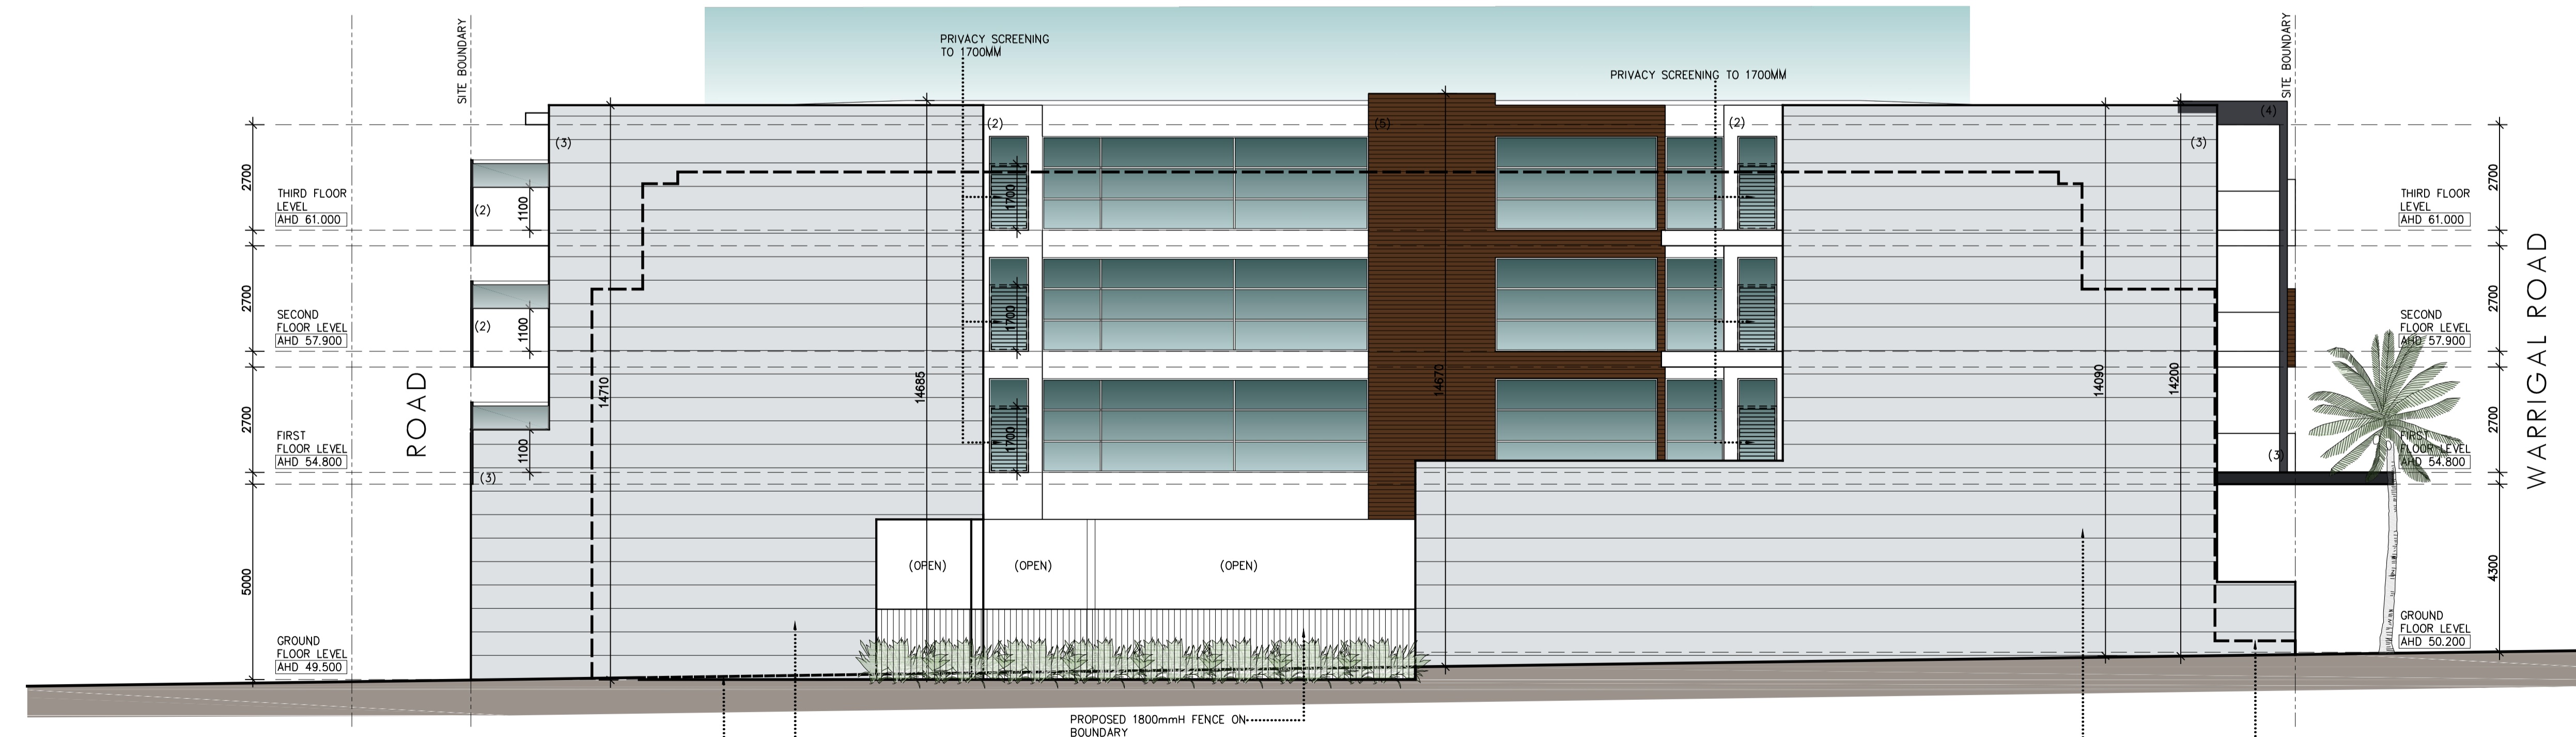 SITE BOUNDARY
PRIVACY SCREENING
TO 1700MM
PRIVACY SCREENING TO 1700MM
SITE BOUNDARY
(2)
(5)
(2)
(4)
(3)
(3)
2700
THIRD FLOOR
LEVEL
AHD 61.000
(2)
1100
1700
2700
THIRD FLOOR
LEVEL
AHD 61.000
2700
SECOND
FLOOR LEVEL
AHD 57.900
(2)
1100
1700
2700
SECOND
FLOOR LEVEL
AHD 57.900
WARRIGAL ROAD
ROAD
14710
14685
14670
14090
14200
2700
FIRST
FLOOR LEVEL
AHD 54.800
1100
(3)
1700
(3)
2700
FIRST
FLOOR LEVEL
AHD 54.800
(OPEN)
(OPEN)
(OPEN)
5000
GROUND
FLOOR LEVEL
AHD 49.500
4300
GROUND
FLOOR LEVEL
AHD 50.200
PROPOSED 1800mmH FENCE ON
BOUNDARY